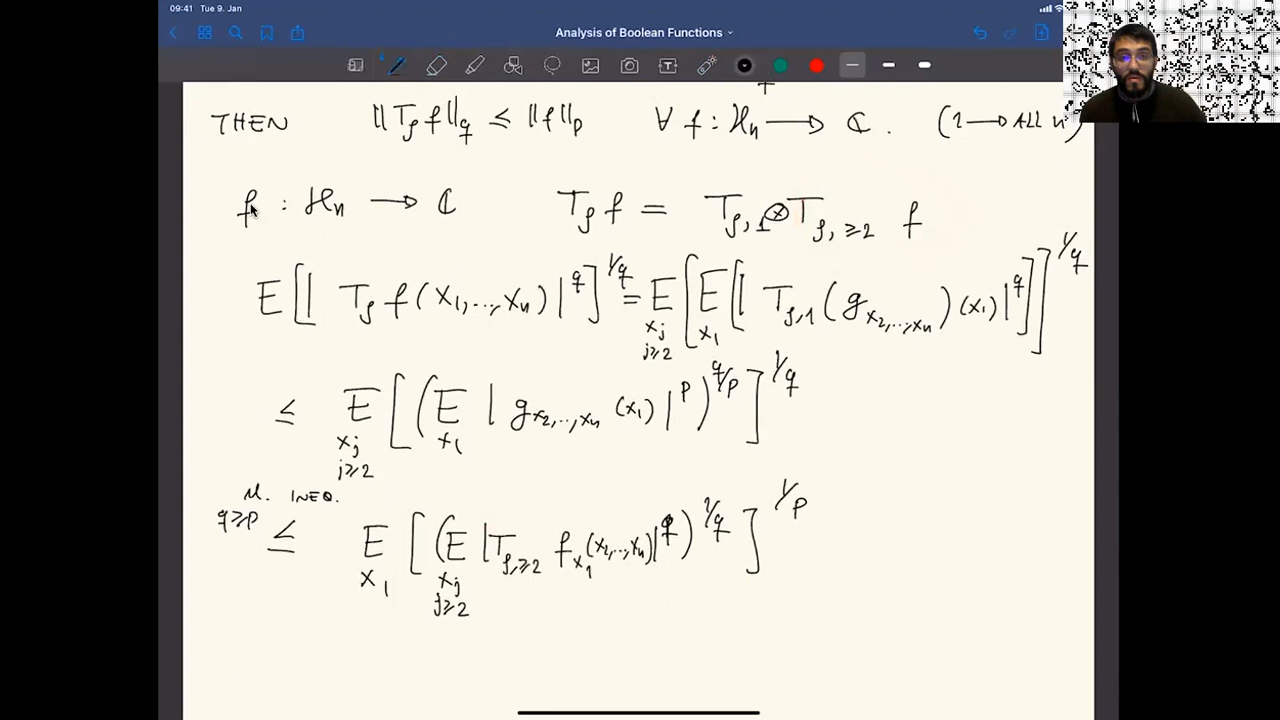 09:41 Tue 9. Jan
Analysis of Boolean Functions
THEN ‖T_ρ f‖_q ≤ ‖f‖_p ∀ f : H_n → ℂ. (1 → ALL n)
f : H_n → ℂ T_ρ f = T_{ρ,1} ⊗ T_{ρ,≥2} f
E[| T_ρ f(x_1,...,x_n)|^q]^{1/q} = E_{x_j j≥2}[E_{x_1}[| T_{ρ,1}(g_{x_2,...,x_n})(x_1)|^q]]^{1/q}
≤ E_{x_j j≥2}[(E_{x_1} | g_{x_2,...,x_n}(x_1)|^p)^{q/p}]^{1/q}
M. INEQ.
q≥p ≤ E_{x_1}[(E_{x_j j≥2} |T_{ρ,≥2} f_{x_1}(x_2,...,x_n)|^q)^{1/q}]^{1/p}